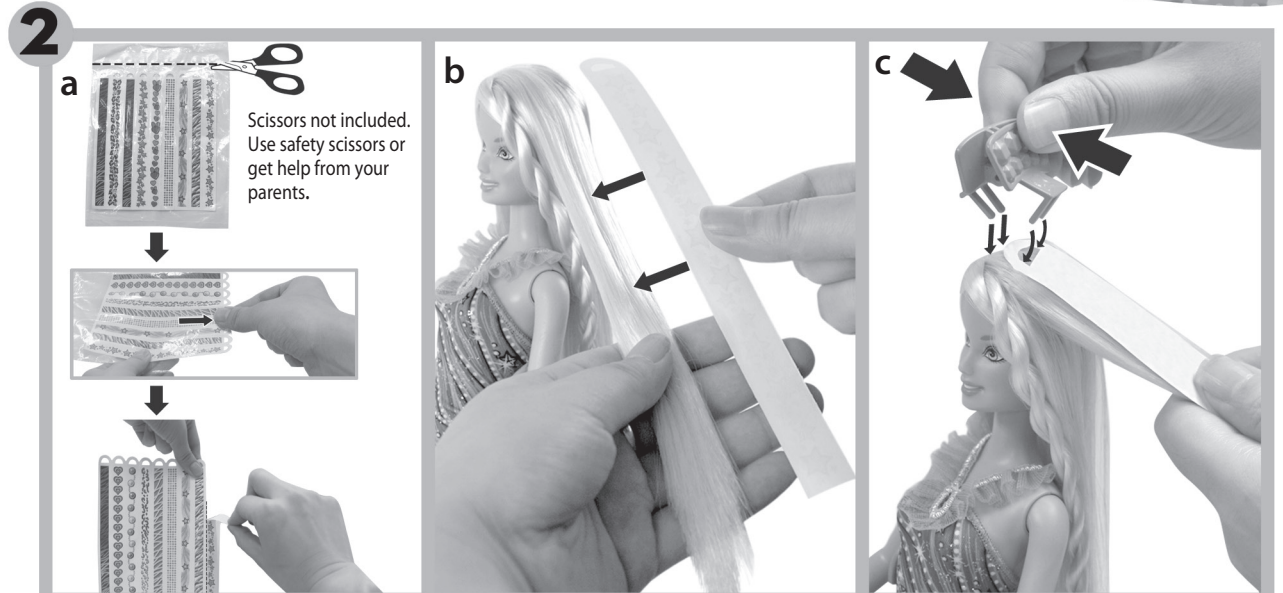 2
a
Scissors not included.
Use safety scissors or
get help from your
parents.
b
c